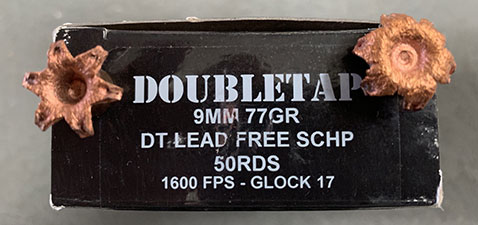 DOUBLETAP
9MM 77GR
DT LEAD FREE SCHP
50RDS
1600 FPS - GLOCK 17